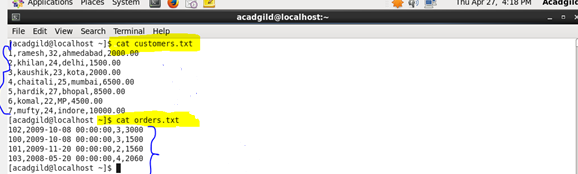 Applications Places System Thu Apr 27, 4:18 PM Acadgild
acadgild@localhost:~
File Edit View Search Terminal Help
[acadgild@localhost ~]$ cat customers.txt
1,ramesh,32,ahmedabad,2000.00
2,khilan,24,delhi,1500.00
3,kaushik,23,kota,2000.00
4,chaitali,25,mumbai,6500.00
5,hardik,27,bhopal,8500.00
6,komal,22,MP,4500.00
7,mufty,24,indore,10000.00
[acadgild@localhost ~]$ cat orders.txt
102,2009-10-08 00:00:00,3,3000
100,2009-10-08 00:00:00,3,1500
101,2009-11-20 00:00:00,2,1560
103,2008-05-20 00:00:00,4,2060
[acadgild@localhost ~]$